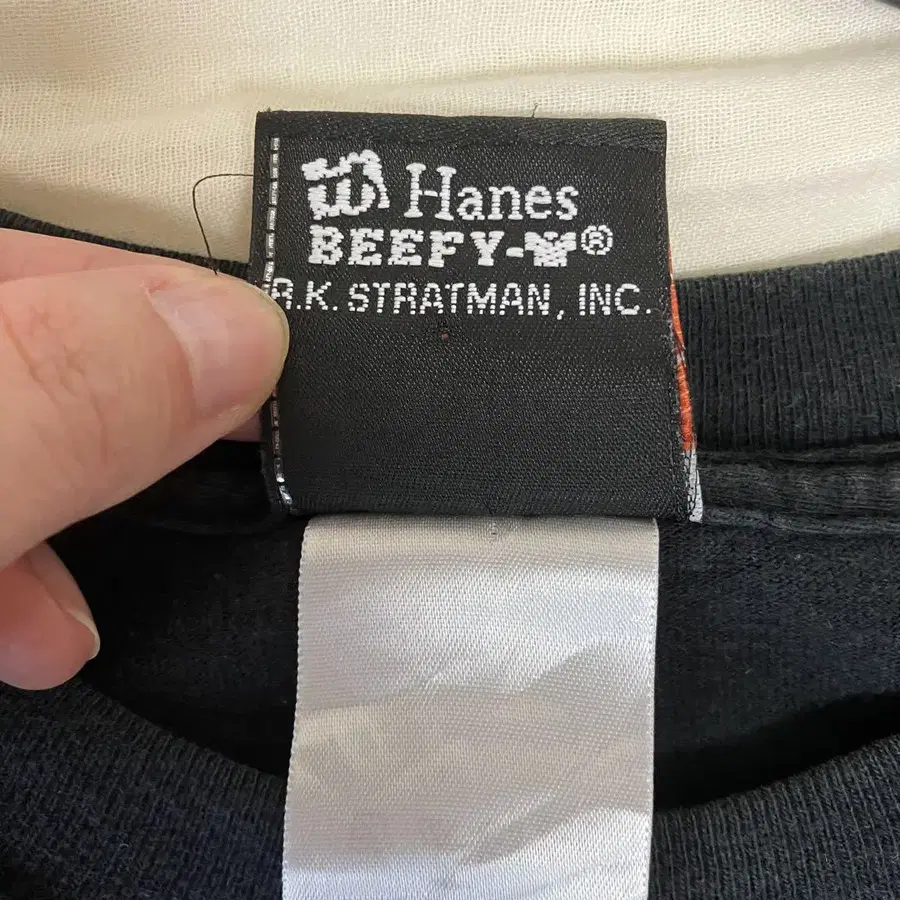 Hanes
BEEFY-T®
R.K. STRATMAN, INC.